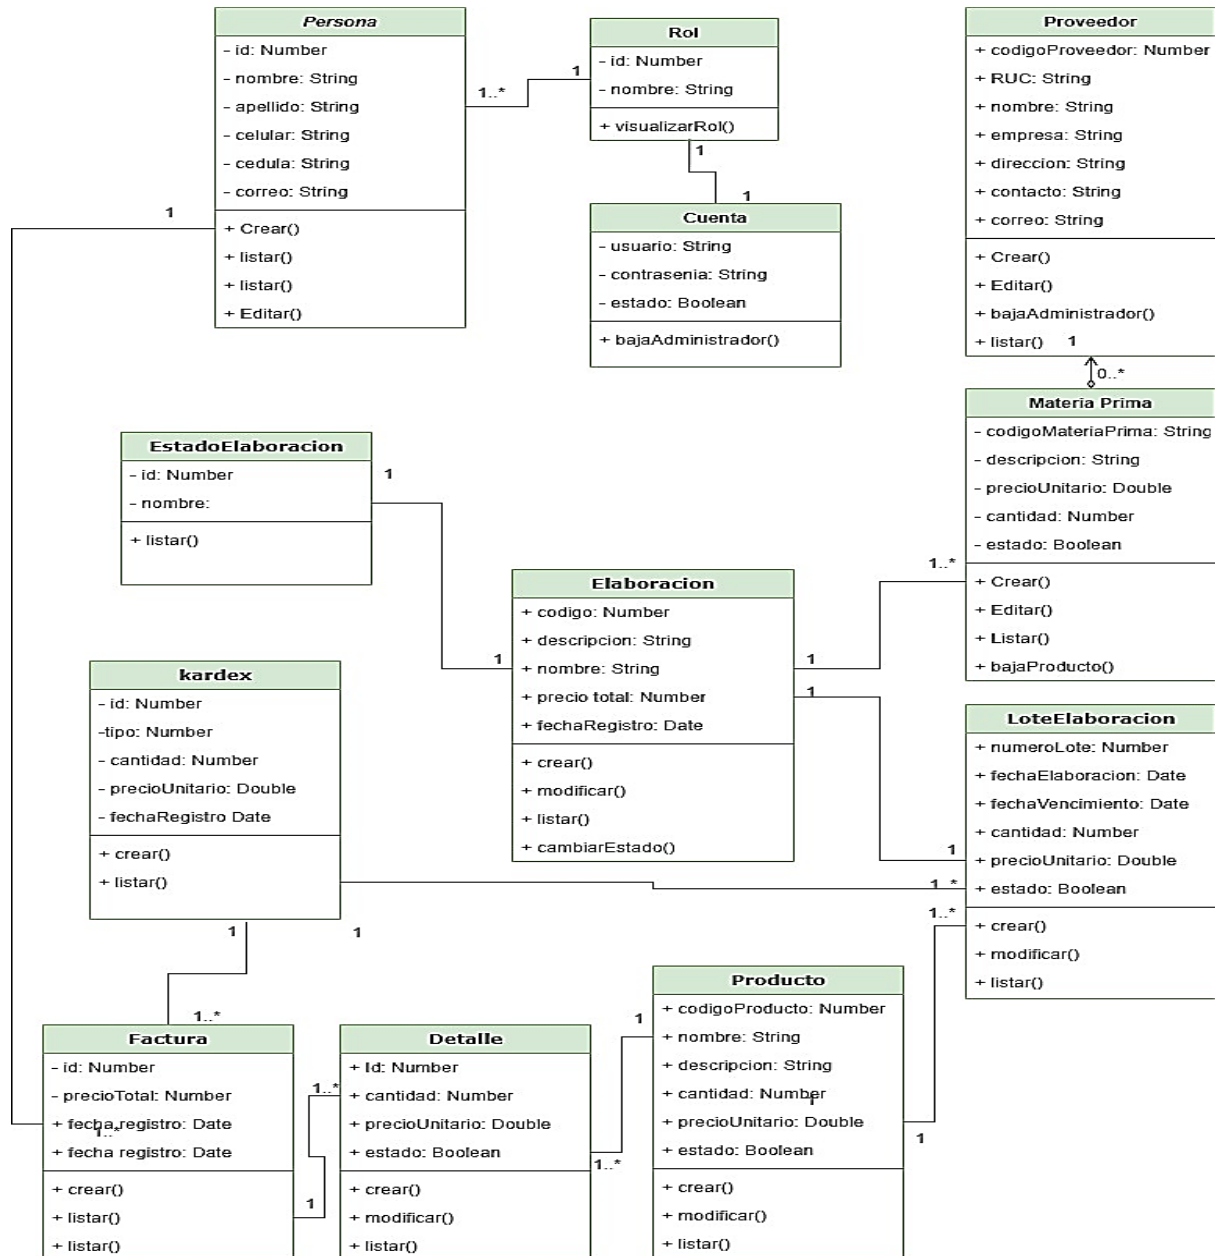 Persona
- id: Number
- nombre: String
- apellido: String
- celular: String
- cedula: String
- correo: String
+ Crear()
+ listar()
+ listar()
+ Editar()
1
1..*
1
Rol
- id: Number
- nombre: String
+ visualizarRol()
1
1
Cuenta
- usuario: String
- contrasenia: String
- estado: Boolean
+ bajaAdministrador()
Proveedor
+ codigoProveedor: Number
+ RUC: String
+ nombre: String
+ empresa: String
+ direccion: String
+ contacto: String
+ correo: String
+ Crear()
+ Editar()
+ bajaAdministrador()
+ listar()
1
0..*
Materia Prima
- codigoMateriaPrima: String
- descripcion: String
- precioUnitario: Double
- cantidad: Number
- estado: Boolean
+ Crear()
+ Editar()
+ Listar()
+ bajaProducto()
1..*
EstadoElaboracion
- id: Number
- nombre:
+ listar()
1
1
Elaboracion
+ codigo: Number
+ descripcion: String
+ nombre: String
+ precio total: Number
+ fechaRegistro: Date
+ crear()
+ modificar()
+ listar()
+ cambiarEstado()
1
1
kardex
- id: Number
-tipo: Number
- cantidad: Number
- precioUnitario: Double
- fechaRegistro Date
+ crear()
+ listar()
1
1
LoteElaboracion
+ numeroLote: Number
+ fechaElaboracion: Date
+ fechaVencimiento: Date
+ cantidad: Number
+ precioUnitario: Double
+ estado: Boolean
+ crear()
+ modificar()
+ listar()
1
1..*
1..*
1..*
Factura
- id: Number
- precioTotal: Number
+ fecha registro: Date
1..*
+ fecha registro: Date
+ crear()
+ listar()
+ listar()
1
1..*
Detalle
+ Id: Number
+ cantidad: Number
+ precioUnitario: Double
+ estado: Boolean
+ crear()
+ modificar()
+ listar()
1..*
1
Producto
+ codigoProducto: Number
+ nombre: String
+ descripcion: String
+ cantidad: Number
+ precioUnitario: Double
+ estado: Boolean
+ crear()
+ modificar()
+ listar()
1